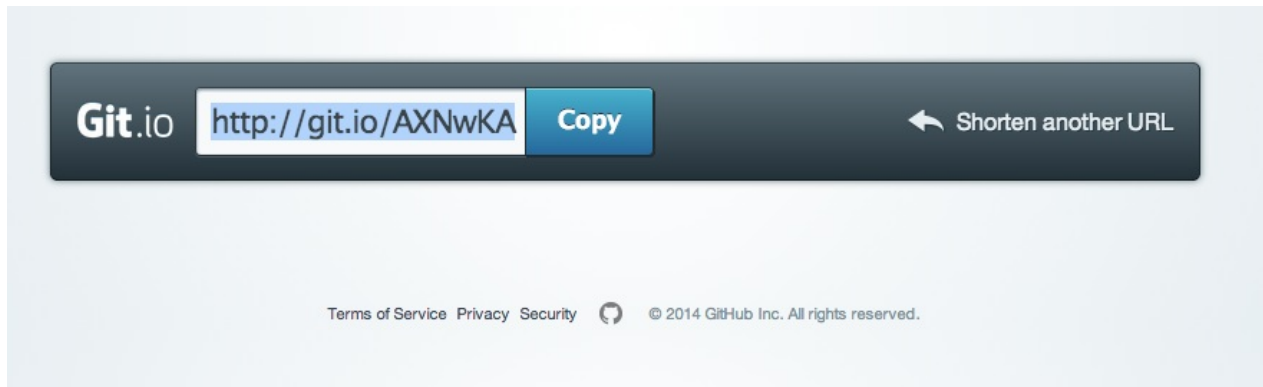 Git.io http://git.io/AXNwKA Copy Shorten another URL
Terms of Service Privacy Security © 2014 GitHub Inc. All rights reserved.